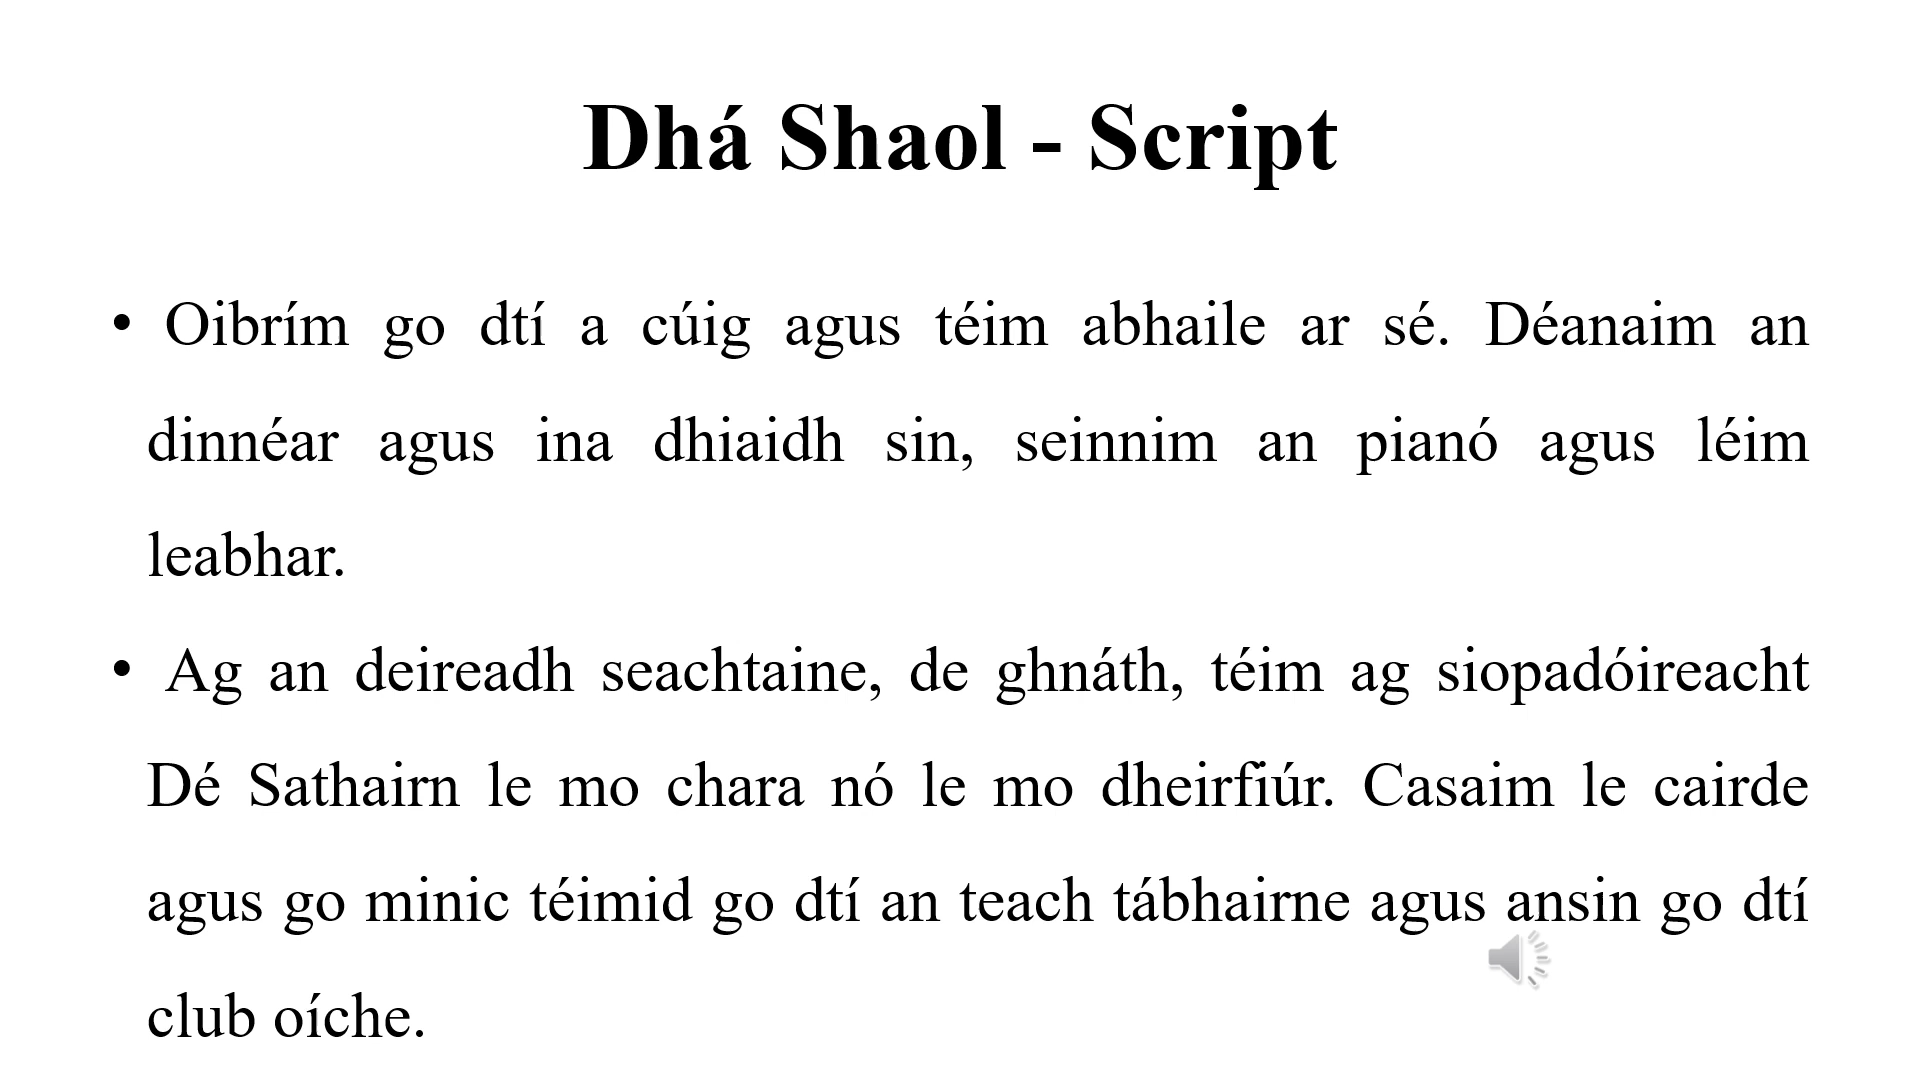 Dhá Shaol - Script
• Oibrím go dtí a cúig agus téim abhaile ar sé. Déanaim an
dinnéar agus ina dhiaidh sin, seinnim an pianó agus léim
leabhar.
• Ag an deireadh seachtaine, de ghnáth, téim ag siopadóireacht
Dé Sathairn le mo chara nó le mo dheirfiúr. Casaim le cairde
agus go minic téimid go dtí an teach tábhairne agus ansin go dtí
club oíche.